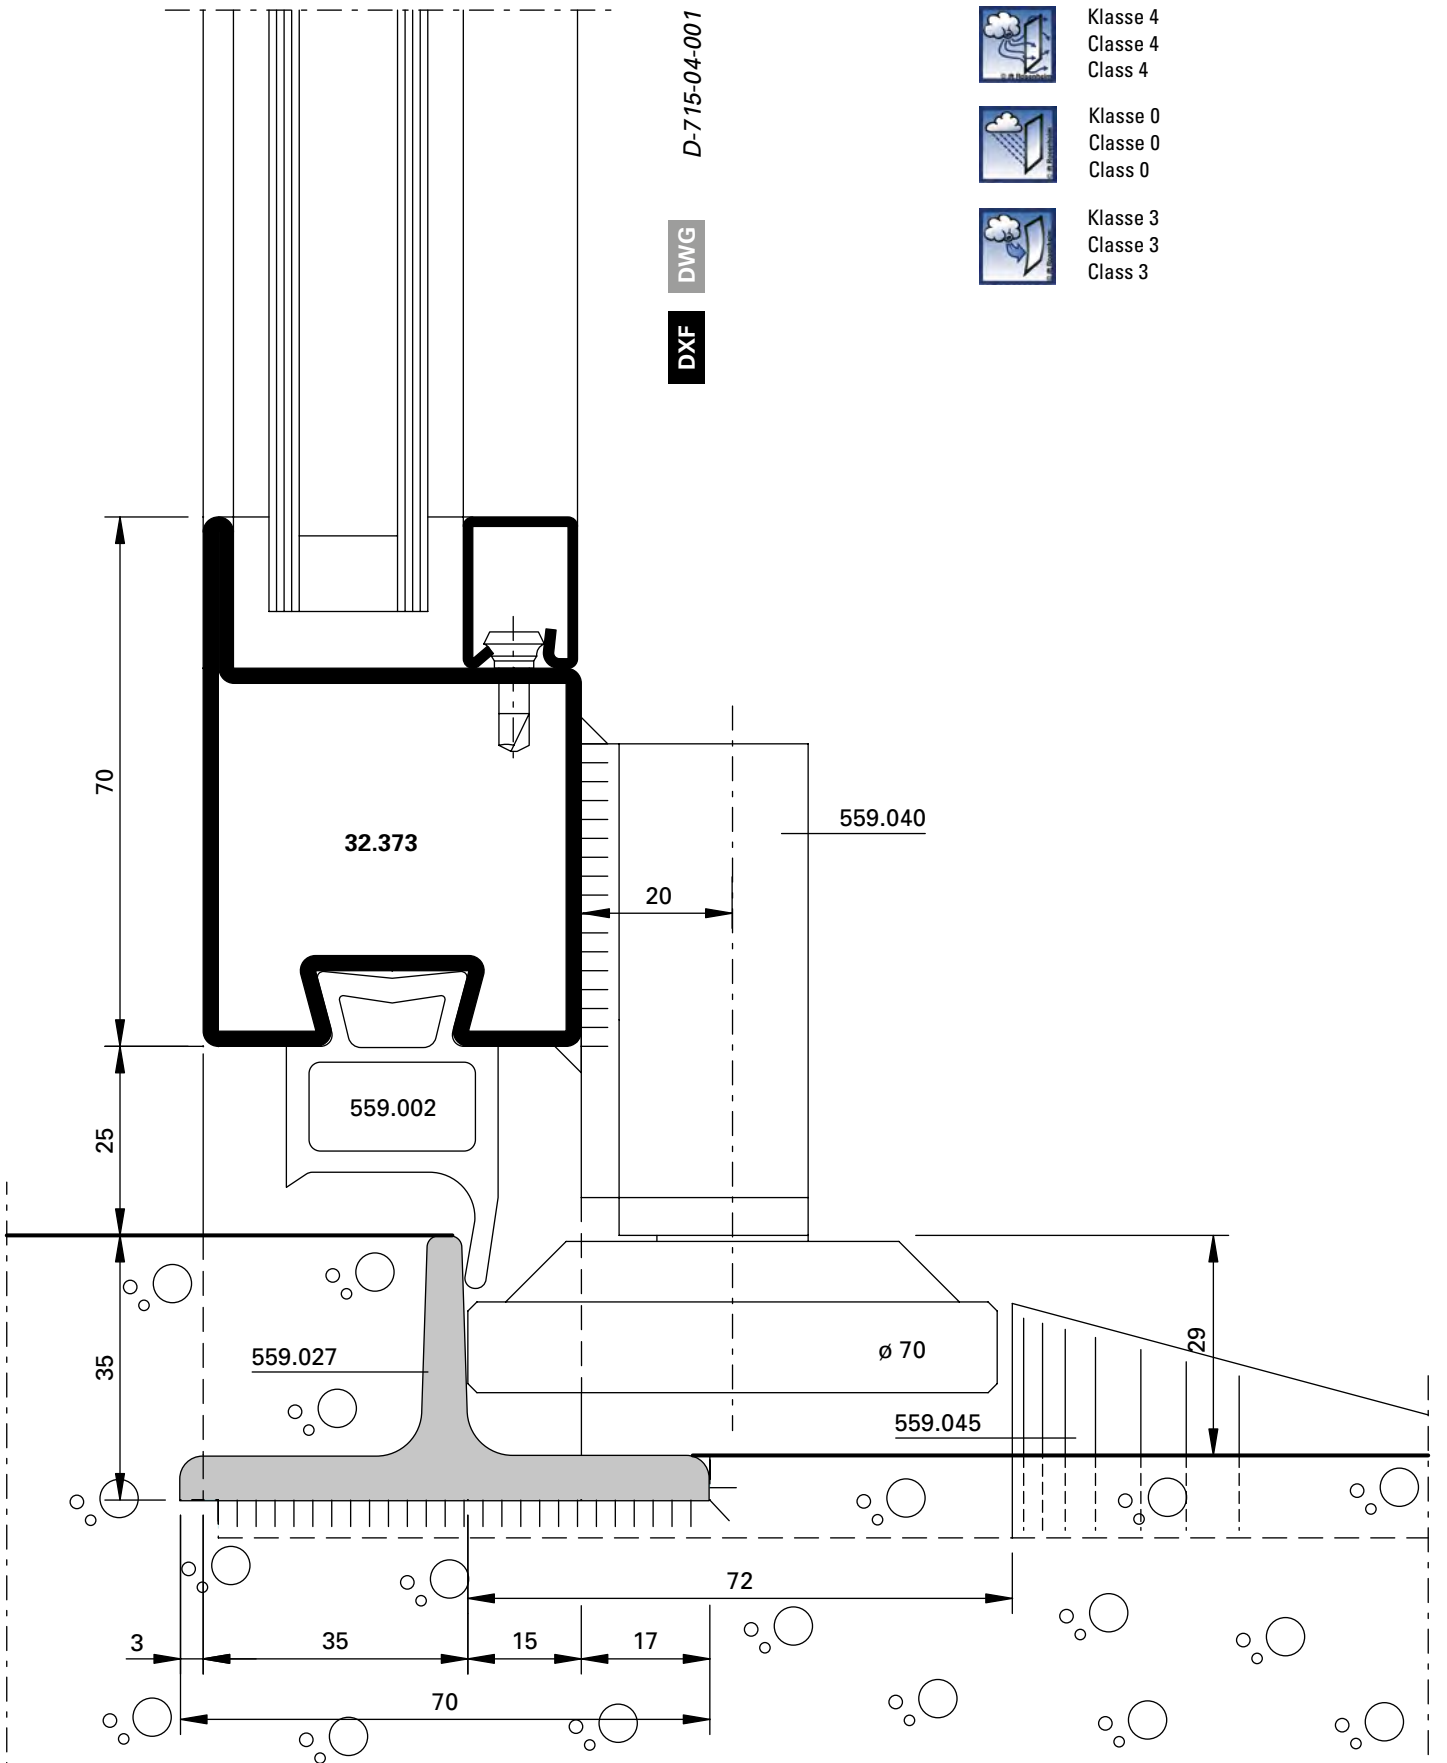 D-715-04-001
Klasse 4
Classe 4
Class 4
Klasse 0
Classe 0
Class 0
Klasse 3
Classe 3
Class 3
DWG
DXF
70
32.373
559.040
20
559.002
25
35
559.027
ø 70
29
559.045
72
3
35
15
17
70